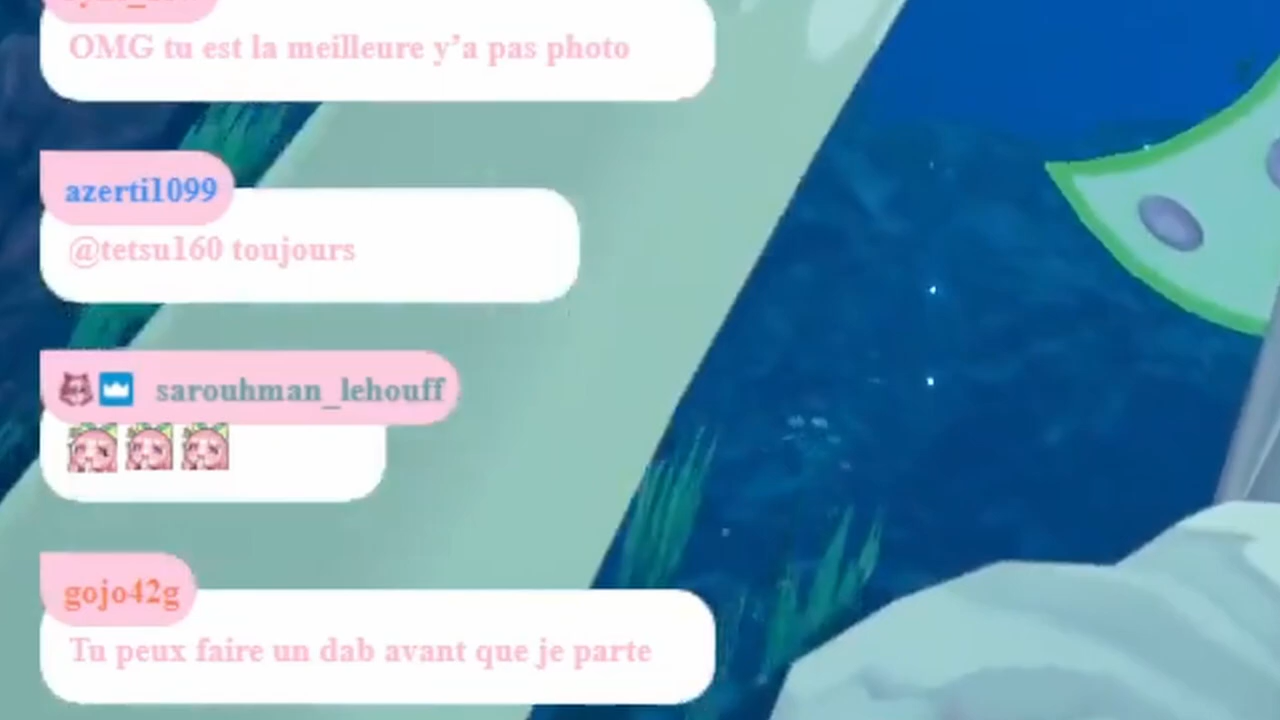 OMG tu est la meilleure y’a pas photo
azerti1099
@tetsu160 toujours
sarouhman_lehouff
gojo42g
Tu peux faire un dab avant que je parte